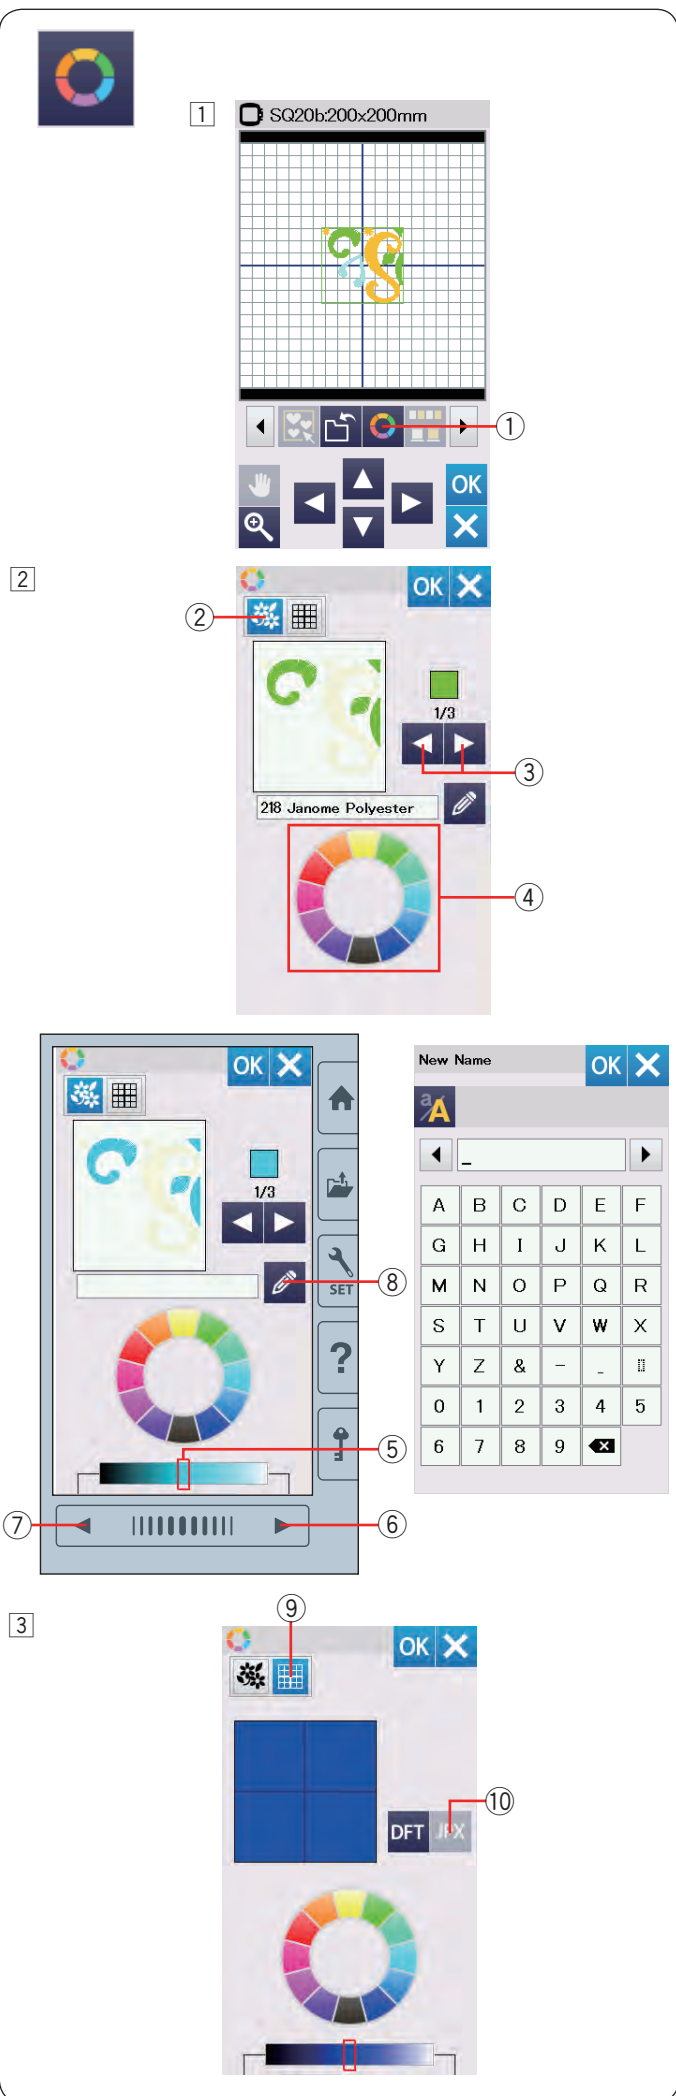 1
SQ20b:200x200mm
①
OK
2
OK
②
1/3
③
218 Janome Polyester
④
OK
1/3
⑧
SET
?
⑤
⑦
⑥
New Name
OK
a/A
_
A B C D E F
G H I J K L
M N O P Q R
S T U V W X
Y Z & – _
0 1 2 3 4 5
6 7 8 9
3
⑨
OK
⑩
DFT JPX